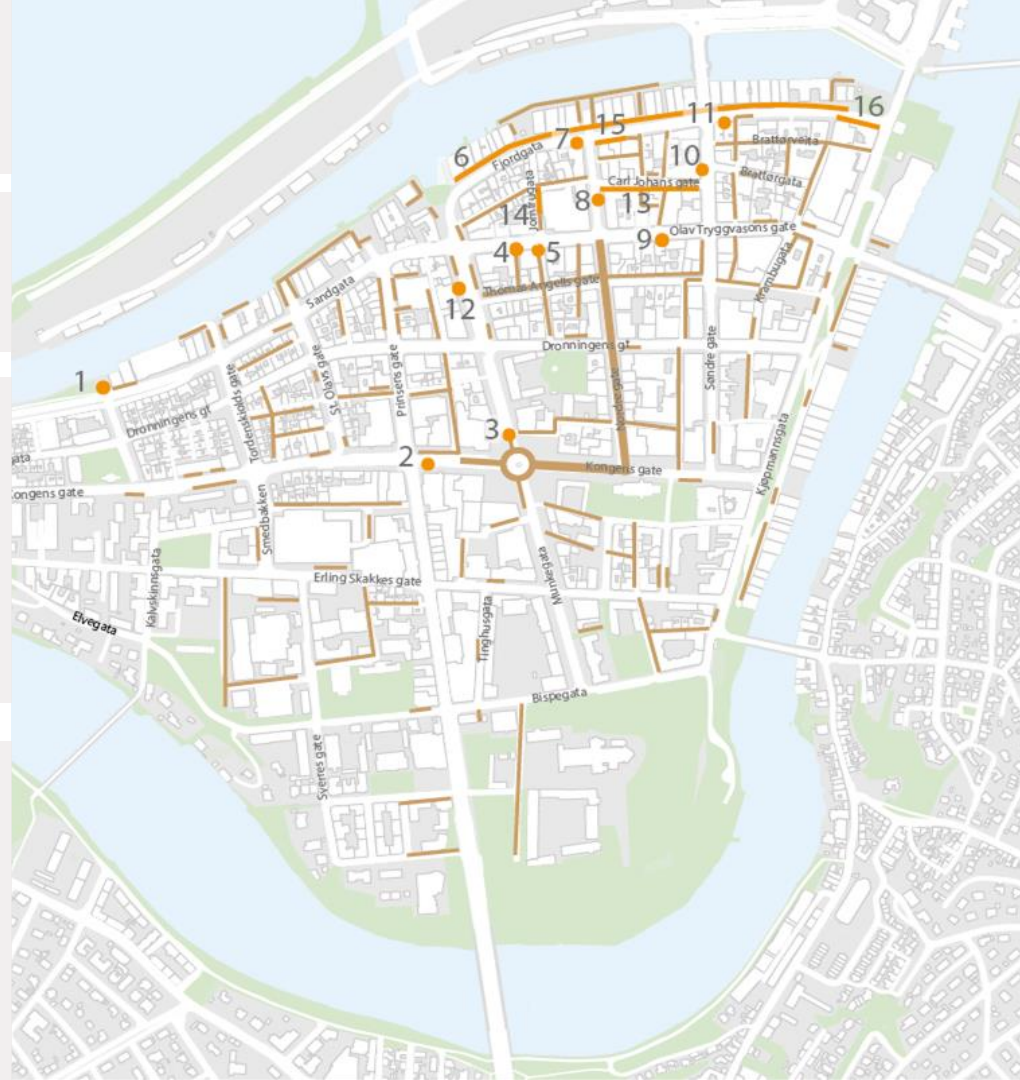 16
11
15
7
6
Fjordgata
Brattørveita
10
Brattørgata
Carl Johans gate
8
13
Jomfrugata
14
Olav Tryggvasons gate
9
4
5
Krambugata
Thomas Angells gate
12
Sandgata
Dronningens gt
Søndre gate
St. Olavs gate
Prinsens gate
Tordenskiolds gate
1
Nordre gate
Dronningens gt
Kjøpmannsgata
3
2
gata
Kongens gate
ongens gate
Smedbakken
Munkegata
Erling Skakkes gate
Kalvskinnsgata
Elvegata
Tinghusgata
Bispegata
Sverres gate